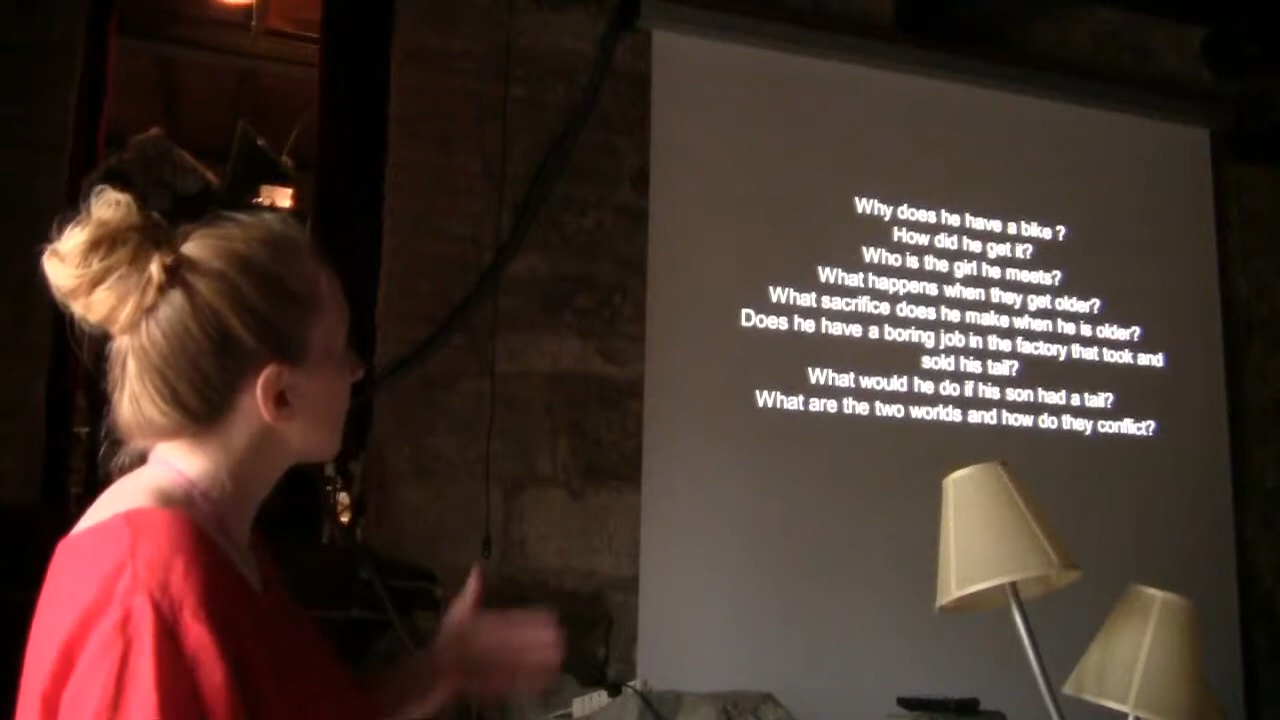 Why does he have a bike ?
How did he get it?
Who is the girl he meets?
What happens when they get older?
What sacrifice does he make when he is older?
Does he have a boring job in the factory that took and
sold his tail?
What would he do if his son had a tail?
What are the two worlds and how do they conflict?